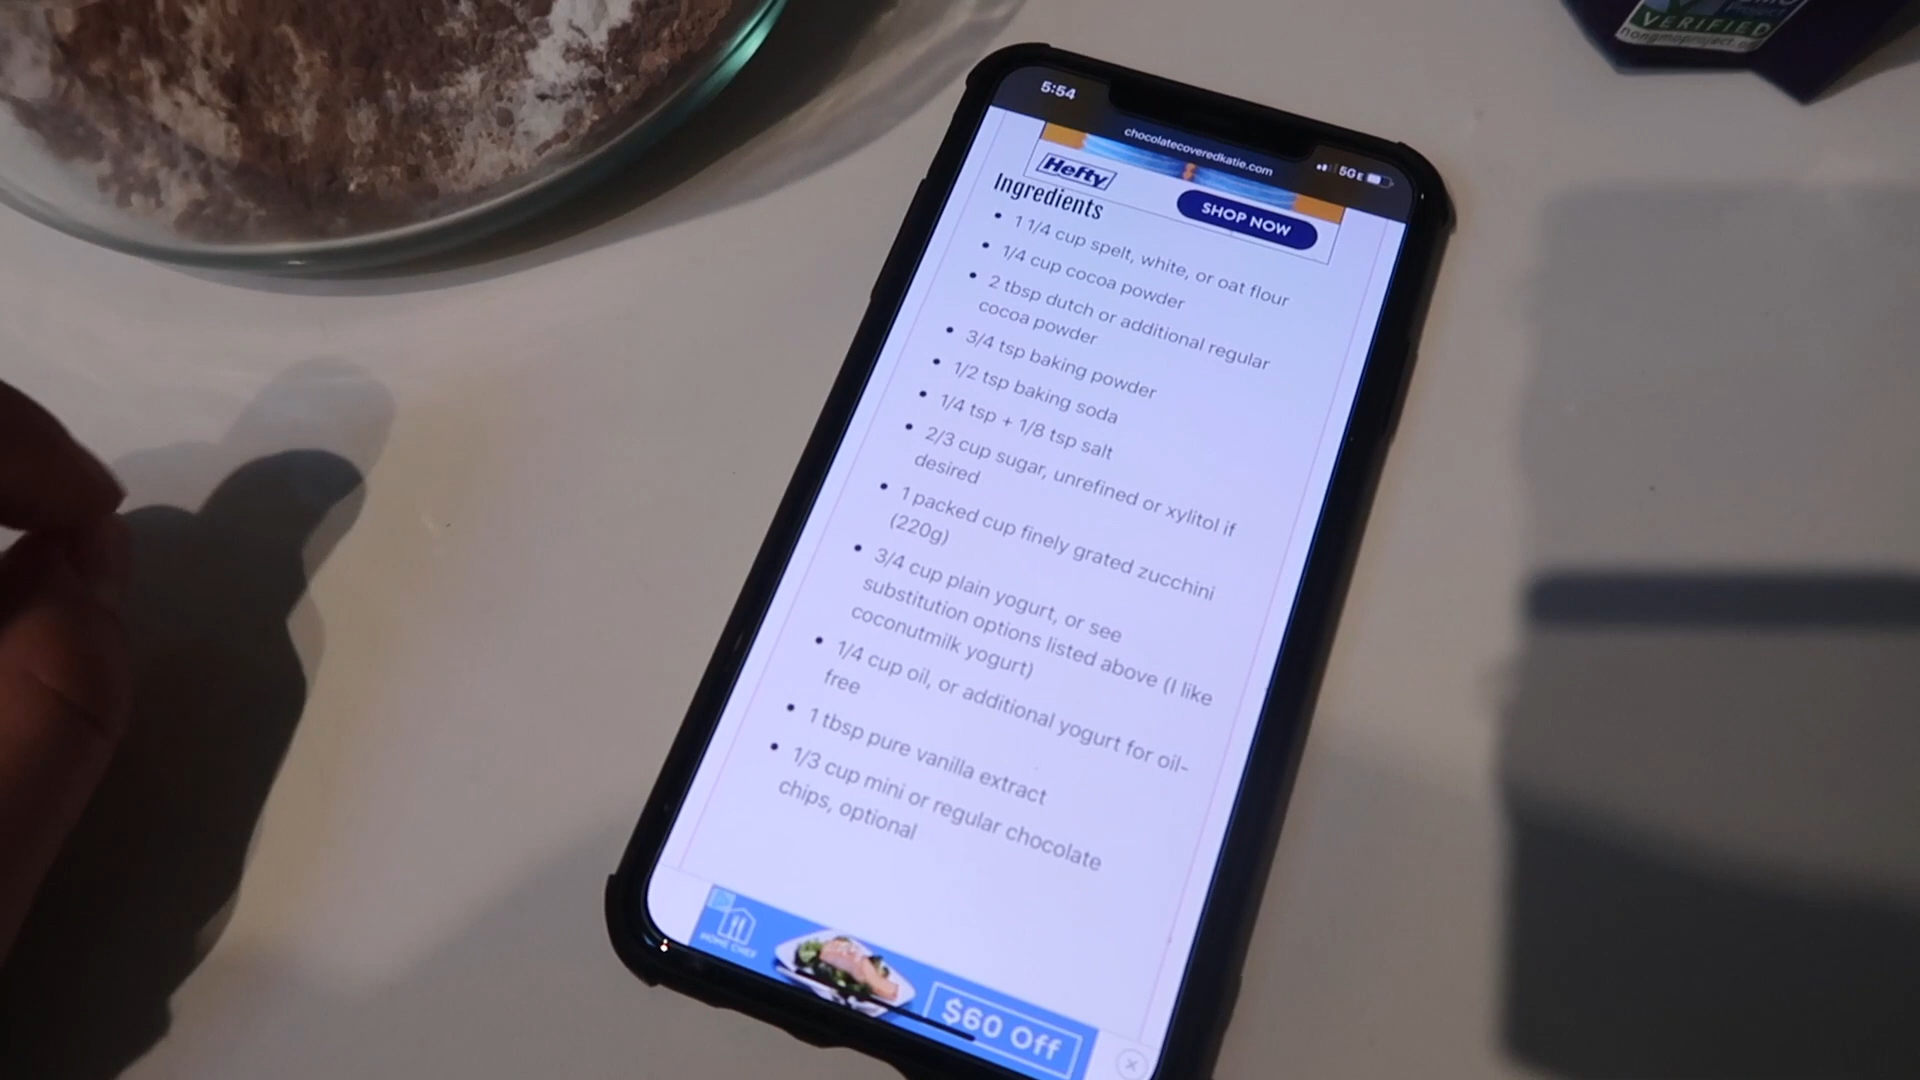 VERIFIED
nongmoproject.o
5:54
chocolatecoveredkatie.com
5GE
Hefty
SHOP NOW
Ingredients
1 1/4 cup spelt, white, or oat flour
1/4 cup cocoa powder
2 tbsp dutch or additional regular
cocoa powder
3/4 tsp baking powder
1/2 tsp baking soda
1/4 tsp + 1/8 tsp salt
2/3 cup sugar, unrefined or xylitol if
desired
1 packed cup finely grated zucchini
(220g)
3/4 cup plain yogurt, or see
substitution options listed above (I like
coconutmilk yogurt)
1/4 cup oil, or additional yogurt for oil-
free
1 tbsp pure vanilla extract
1/3 cup mini or regular chocolate
chips, optional
HOME CHEF
$60 Off